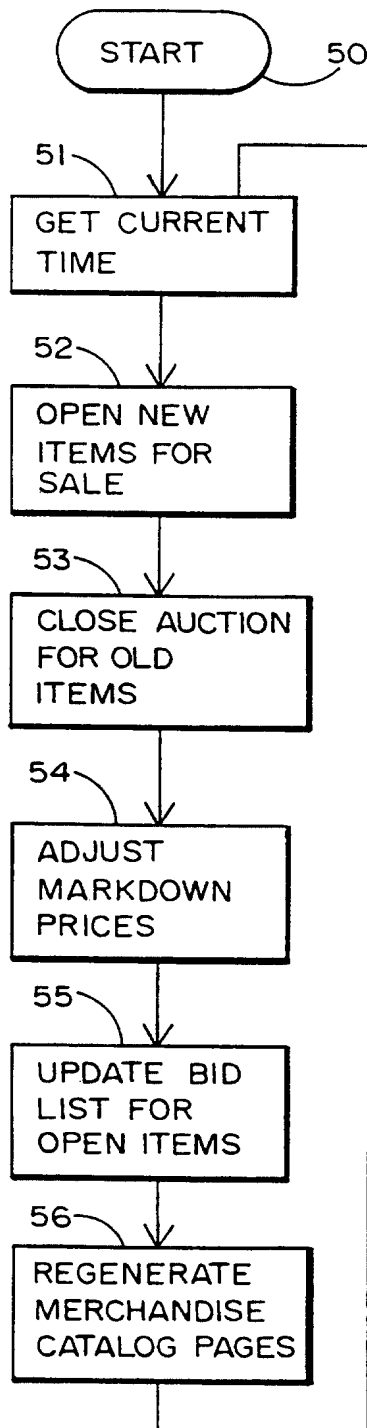 START
50
51
GET CURRENT
TIME
52
OPEN NEW
ITEMS FOR
SALE
53
CLOSE AUCTION
FOR OLD
ITEMS
54
ADJUST
MARKDOWN
PRICES
55
UPDATE BID
LIST FOR
OPEN ITEMS
56
REGENERATE
MERCHANDISE
CATALOG PAGES